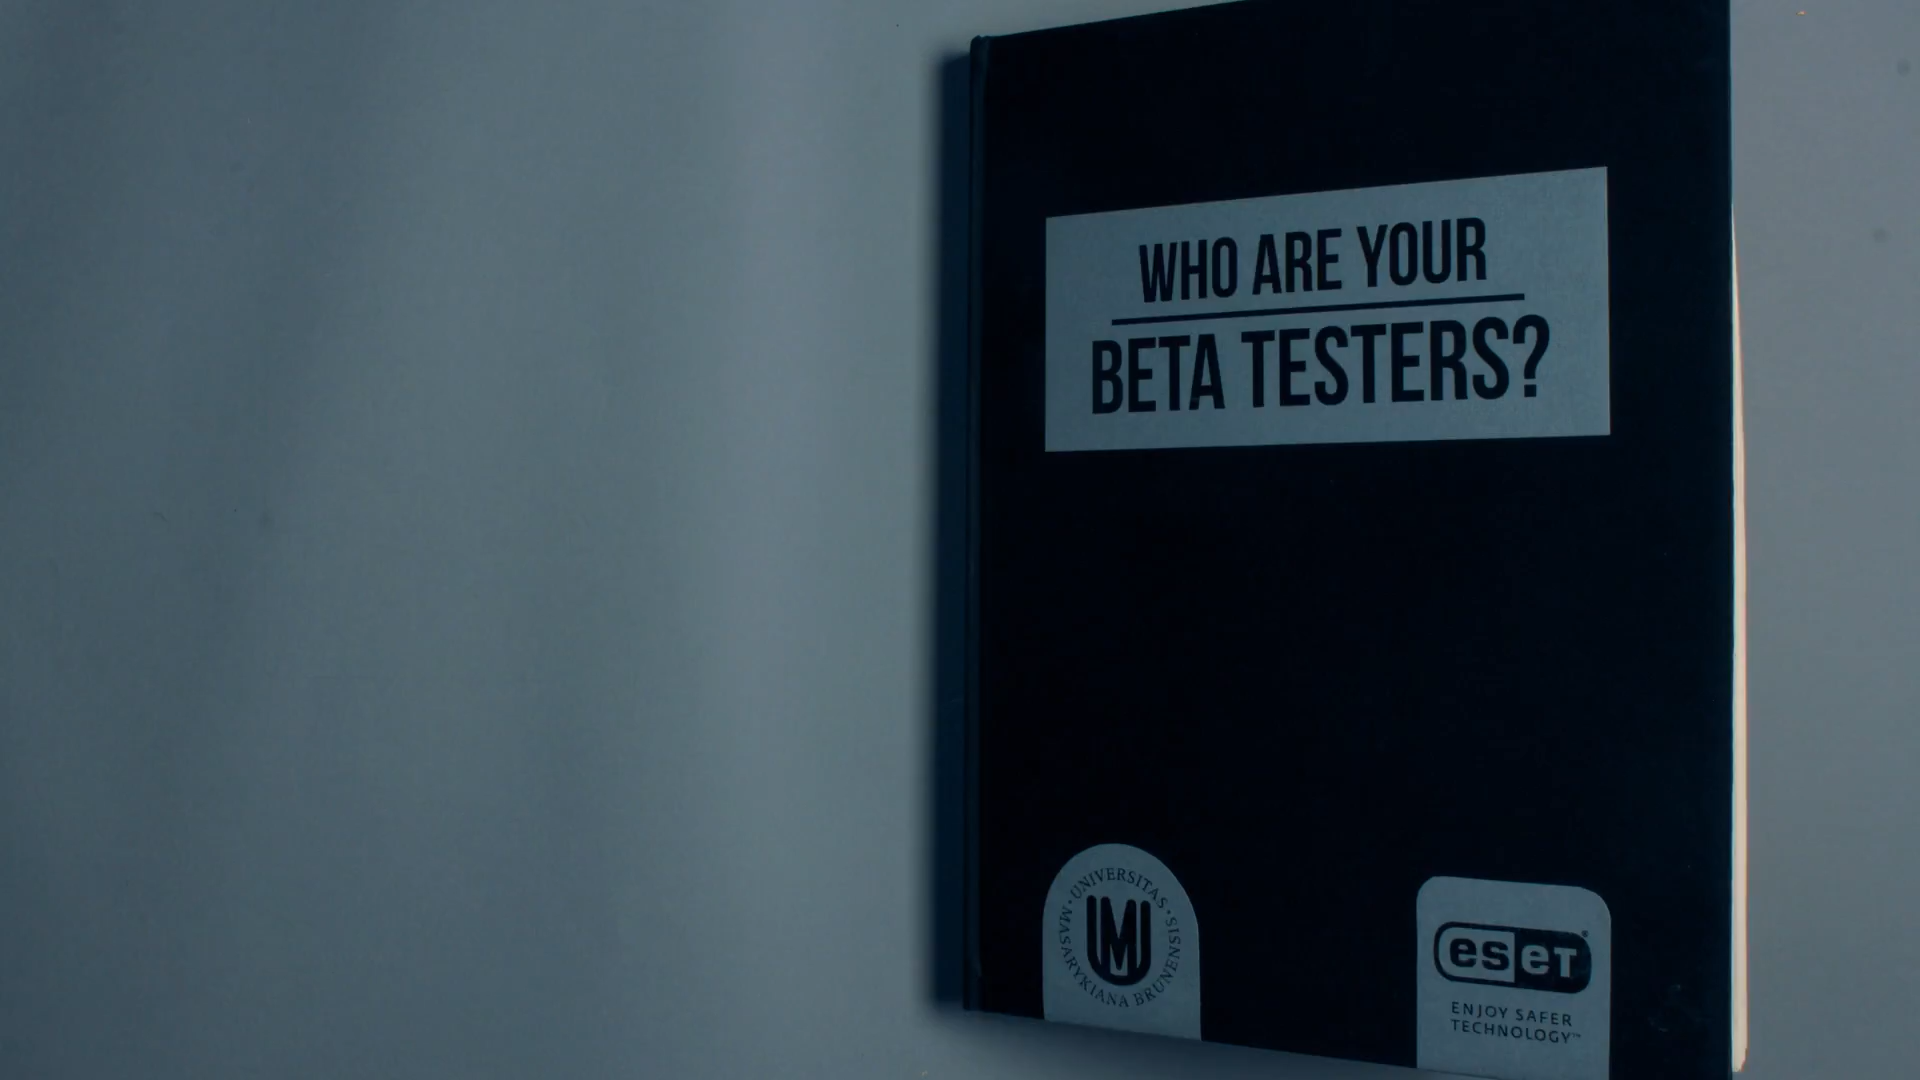 WHO ARE YOUR
BETA TESTERS?
UNIVERSITAS · MASARYKIANA BRUNENSIS ·
MU
eseT®
ENJOY SAFER
TECHNOLOGY™